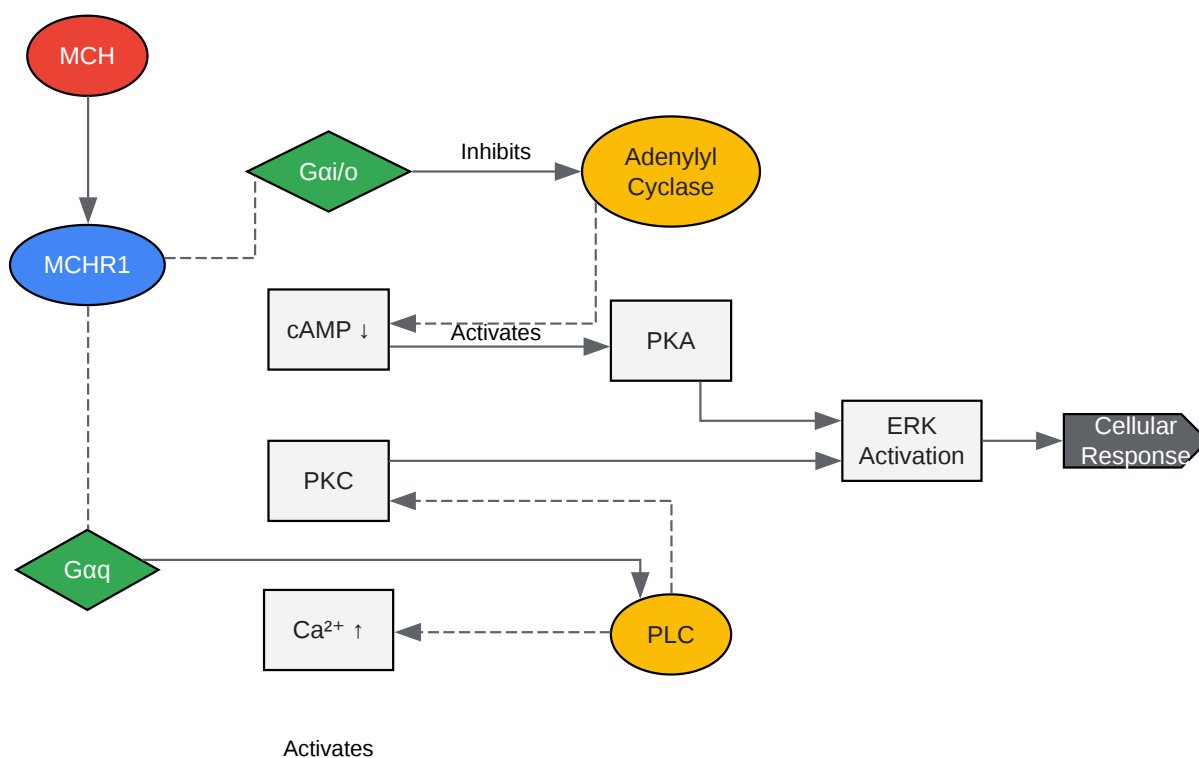 MCH
Gαi/o
Inhibits
Adenylyl
Cyclase
MCHR1
cAMP ↓
Activates
PKA
ERK
Activation
Cellular
Response
PKC
Gαq
Ca²⁺ ↑
PLC
Activates